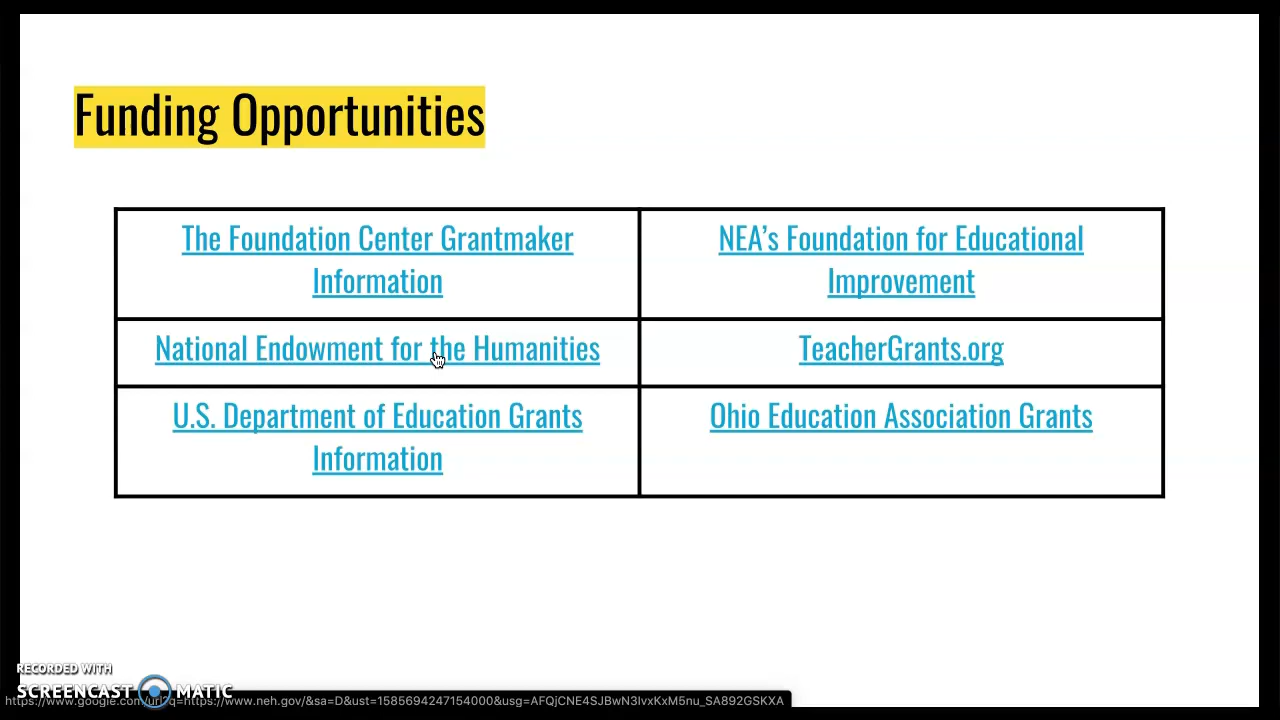 Funding Opportunities
The Foundation Center Grantmaker
Information
NEA's Foundation for Educational
Improvement
National Endowment for the Humanities
TeacherGrants.org
U.S. Department of Education Grants
Information
Ohio Education Association Grants
RECORDED WITH
SCREENCAST MATIC
https://www.google.com/url?q=https://www.neh.gov/&sa=D&ust=1585694247154000&usg=AFQjCNE4SJBwN3IvxKxM5nu_SA892GSKXA